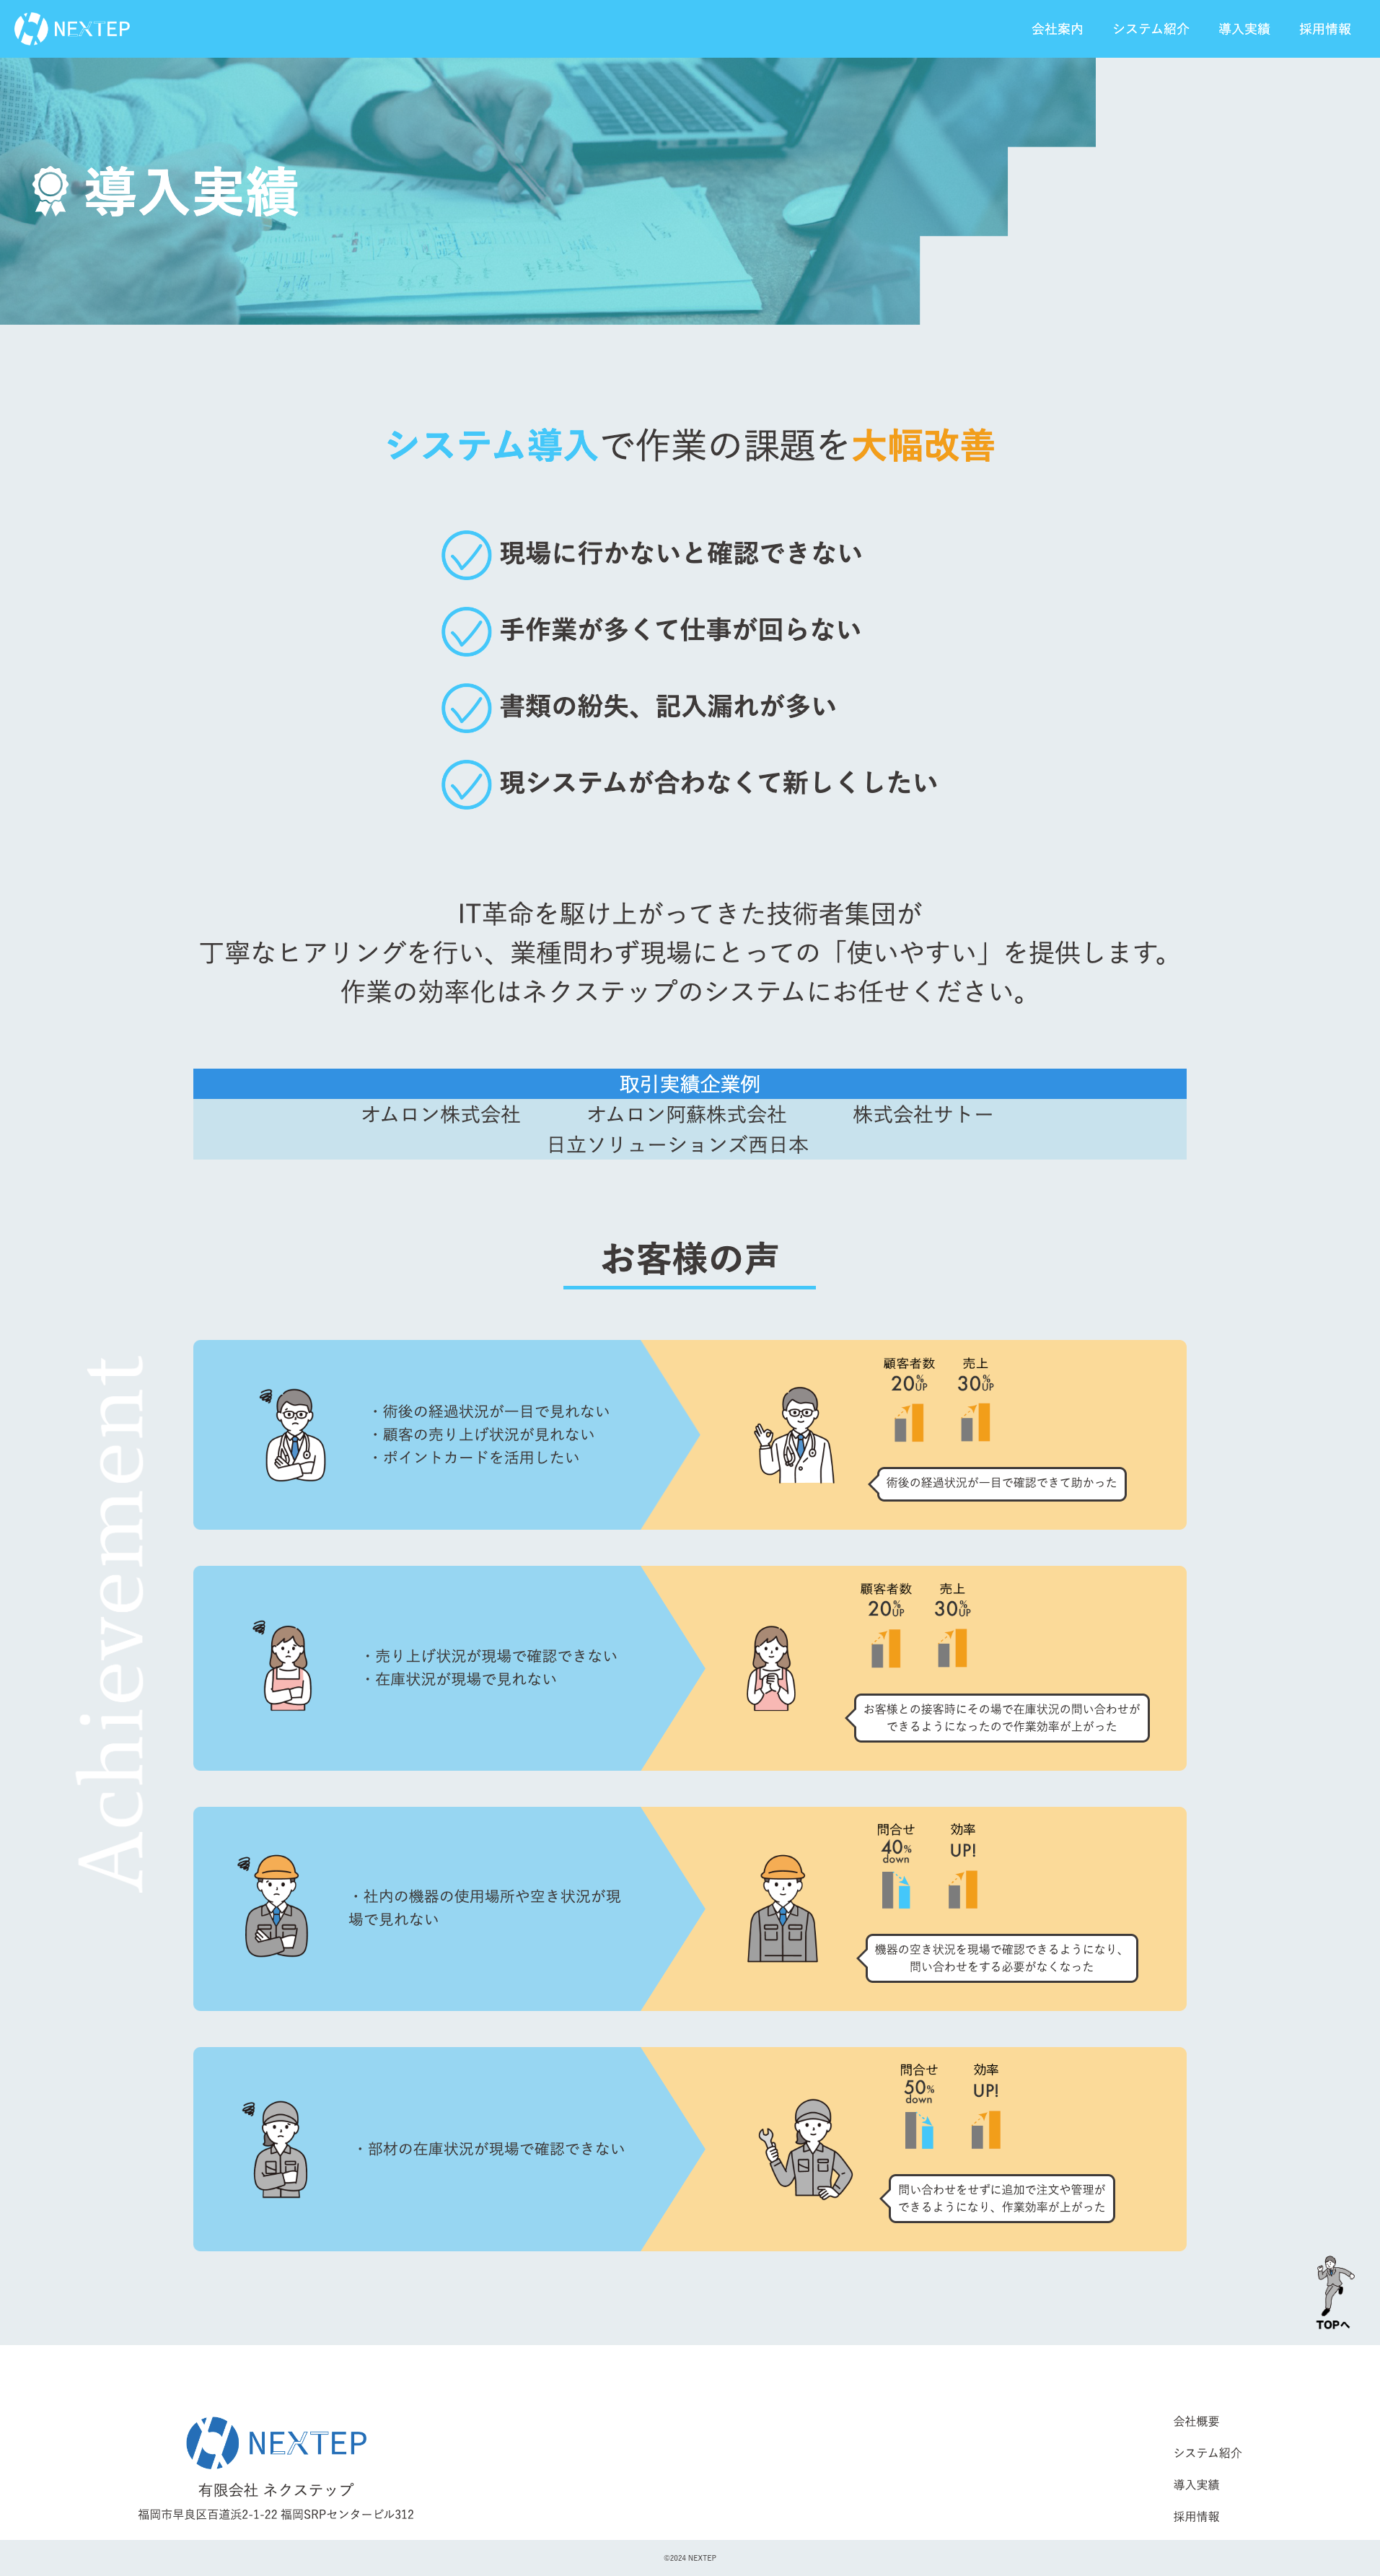 NEXTEP
会社案内
システム紹介
導入実績
採用情報
導入実績
システム導入で作業の課題を大幅改善
現場に行かないと確認できない
手作業が多くて仕事が回らない
書類の紛失、記入漏れが多い
現システムが合わなくて新しくしたい
IT革命を駆け上がってきた技術者集団が
丁寧なヒアリングを行い、業種問わず現場にとっての「使いやすい」を提供します。
作業の効率化はネクステップのシステムにお任せください。
取引実績企業例
オムロン株式会社 オムロン阿蘇株式会社 株式会社サトー
日立ソリューションズ西日本
お客様の声
Achievement
・術後の経過状況が一目で見れない
・顧客の売り上げ状況が見れない
・ポイントカードを活用したい
顧客者数 売上
20%UP 30%UP
術後の経過状況が一目で確認できて助かった
・売り上げ状況が現場で確認できない
・在庫状況が現場で見れない
顧客者数 売上
20%UP 30%UP
お客様との接客時にその場で在庫状況の問い合わせが
できるようになったので作業効率が上がった
・社内の機器の使用場所や空き状況が現
場で見れない
問合せ 効率
40%down UP!
機器の空き状況を現場で確認できるようになり、
問い合わせをする必要がなくなった
・部材の在庫状況が現場で確認できない
問合せ 効率
50%down UP!
問い合わせをせずに追加で注文や管理が
できるようになり、作業効率が上がった
TOPへ
NEXTEP
有限会社 ネクステップ
福岡市早良区百道浜2-1-22 福岡SRPセンタービル312
会社概要
システム紹介
導入実績
採用情報
©2024 NEXTEP